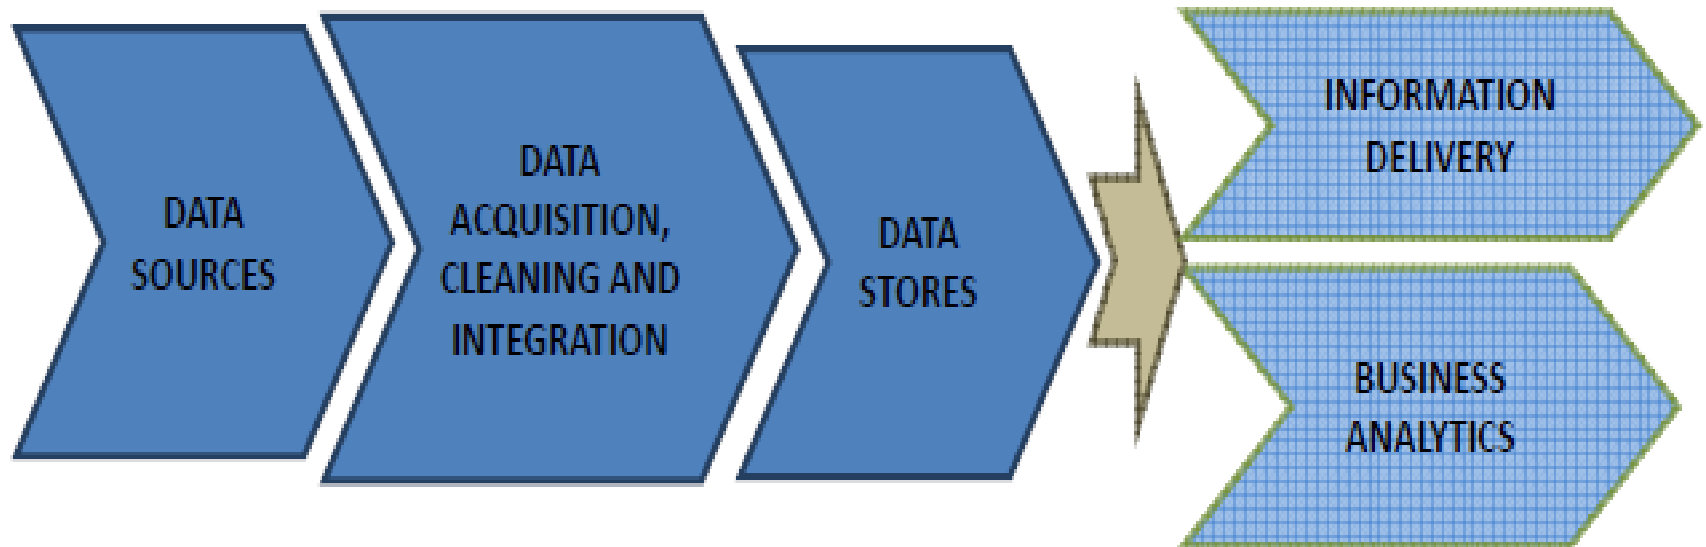 DATA
SOURCES
DATA
ACQUISITION,
CLEANING AND
INTEGRATION
DATA
STORES
INFORMATION
DELIVERY
BUSINESS
ANALYTICS